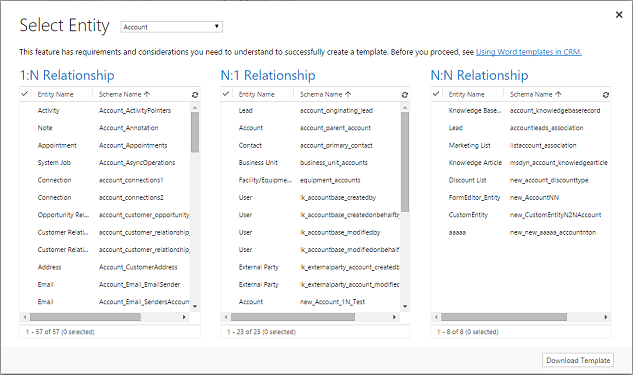 Select Entity
Account
This feature has requirements and considerations you need to understand to successfully create a template. Before you proceed, see Using Word templates in CRM.
1:N Relationship
Entity Name Schema Name
Activity Account_ActivityPointers
Note Account_Annotation
Appointment Account_Appointments
System Job Account_AsyncOperations
Connection account_connections1
Connection account_connections2
Opportunity Rel... account_customer_opportunity_
Customer Relati... account_customer_relationship_
Customer Relati... account_customer_relationship_
Address Account_CustomerAddress
Email Account_Email_EmailSender
Email Account_Email_SendersAccoun
1 - 57 of 57 (0 selected)
N:1 Relationship
Entity Name Schema Name
Lead account_originating_lead
Account account_parent_account
Contact account_primary_contact
Business Unit business_unit_accounts
Facility/Equipme... equipment_accounts
User lk_accountbase_createdby
User lk_accountbase_createdonbehalfby
User lk_accountbase_modifiedby
User lk_accountbase_modifiedonbehalf
External Party lk_externalparty_account_createdb
External Party lk_externalparty_account_modified
Account new_Account_1N_Test
1 - 23 of 23 (0 selected)
N:N Relationship
Entity Name Schema Name
Knowledge Base... account_knowledgebaserecord
Lead accountleads_association
Marketing List listaccount_association
Knowledge Article msdyn_account_knowledgearticle
Discount List new_account_discounttype
FormEditor_Entity new_AccountNN
CustomEntity new_CustomEntityN2NAccount
aaaaa new_new_aaaaa_accountnton
1 - 8 of 8 (0 selected)
Download Template